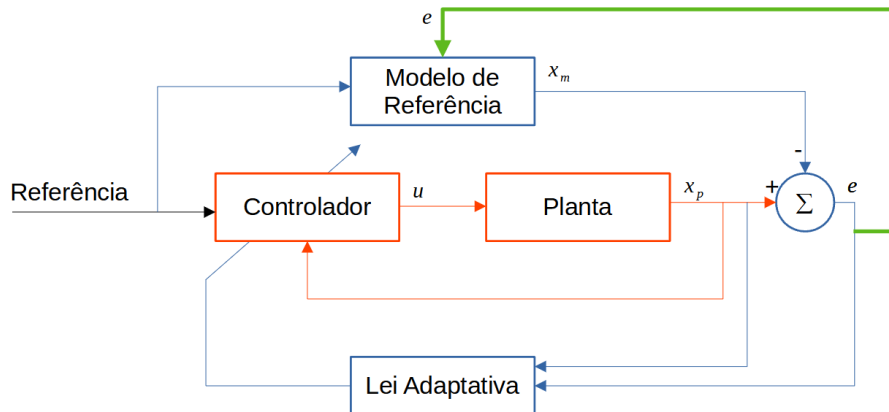 e
Modelo de
Referência
x_m
-
Referência
Controlador
u
Planta
x_p
+
Σ
e
Lei Adaptativa